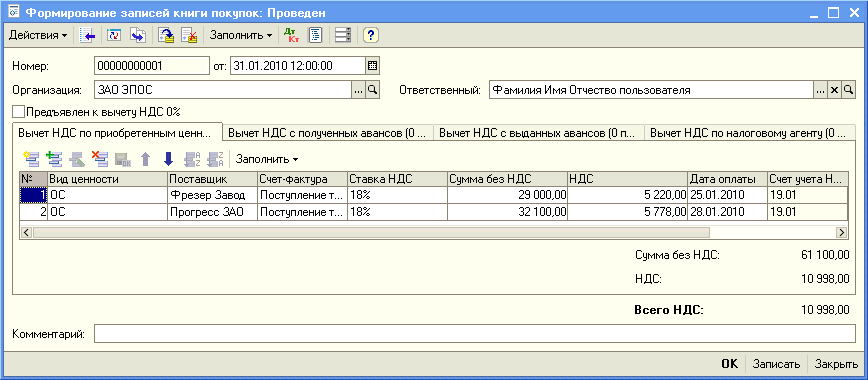 Формирование записей книги покупок: Проведен
Действия Заполнить Дт Кт ?
Номер: 00000000001 от: 31.01.2010 12:00:00
Организация: ЗАО ЭПОС ... Ответственный: Фамилия Имя Отчество пользователя ...
Предъявлен к вычету НДС 0%
Вычет НДС по приобретенным ценн... Вычет НДС с полученных авансов (0 ... Вычет НДС с выданных авансов (0 п... Вычет НДС по налоговому агенту (0 ...
Заполнить
№ Вид ценности Поставщик Счет-фактура Ставка НДС Сумма без НДС НДС Дата оплаты Счет учета Н...
1 ОС Фрезер Завод Поступление т... 18% 29 000,00 5 220,00 25.01.2010 19.01
2 ОС Прогресс ЗАО Поступление т... 18% 32 100,00 5 778,00 28.01.2010 19.01
Сумма без НДС: 61 100,00
НДС: 10 998,00
Всего НДС: 10 998,00
Комментарий:
OK Записать Закрыть